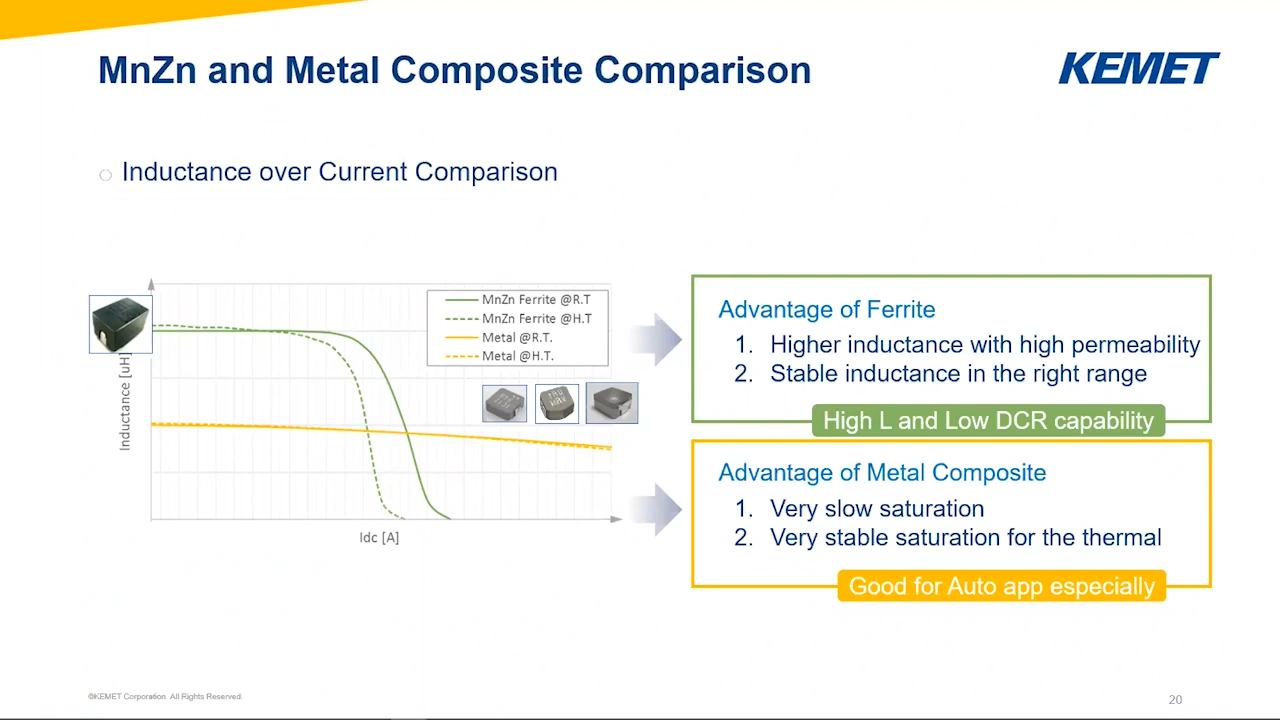 MnZn and Metal Composite Comparison
KEMET
Inductance over Current Comparison
MnZn Ferrite @R.T
MnZn Ferrite @H.T
Metal @R.T.
Metal @H.T.
Inductance [uH]
Idc [A]
Advantage of Ferrite
1. Higher inductance with high permeability
2. Stable inductance in the right range
High L and Low DCR capability
Advantage of Metal Composite
1. Very slow saturation
2. Very stable saturation for the thermal
Good for Auto app especially
©KEMET Corporation. All Rights Reserved.
20